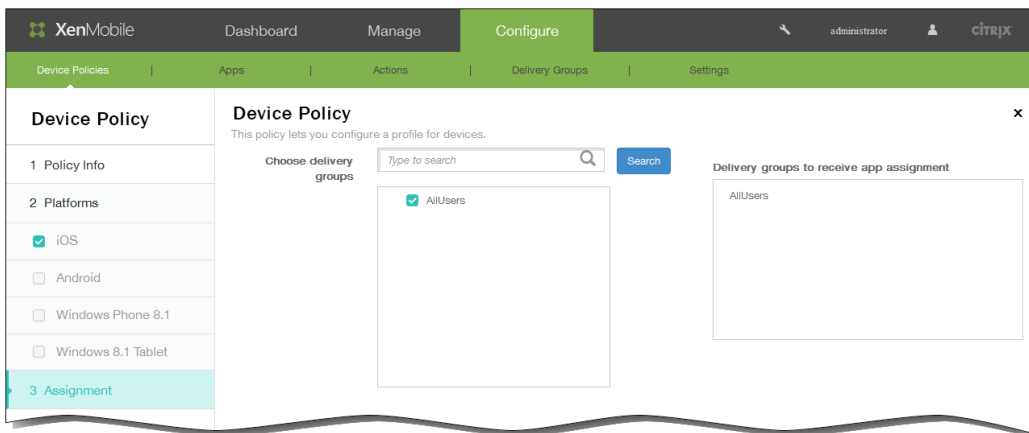 XenMobile Dashboard Manage Configure administrator CITRIX
Device Policies | Apps | Actions | Delivery Groups | Settings
Device Policy
1 Policy Info
2 Platforms
iOS
Android
Windows Phone 8.1
Windows 8.1 Tablet
3 Assignment
Device Policy x
This policy lets you configure a profile for devices.
Choose delivery
groups
Type to search Search
AllUsers
Delivery groups to receive app assignment
AllUsers